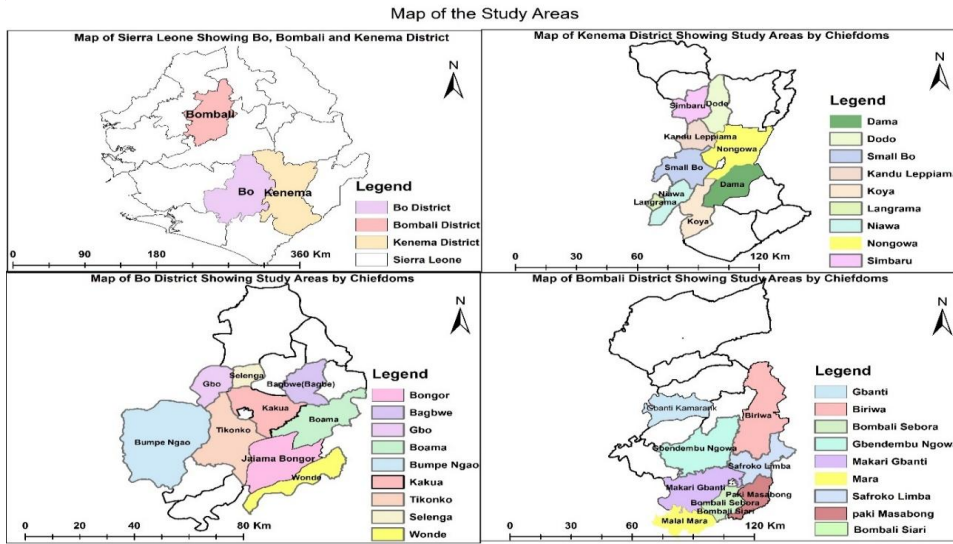 Map of the Study Areas
Map of Sierra Leone Showing Bo, Bombali and Kenema District
N
Bombali
Bo
Kenema
Legend
Bo District
Bombali District
Kenema District
Sierra Leone
0 90 180 360 Km
Map of Kenema District Showing Study Areas by Chiefdoms
N
Simbaru
Dodo
Kandu Leppiama
Nongowa
Small Bo
Dama
Niawa
Langrama
Koya
Legend
Dama
Dodo
Small Bo
Kandu Leppiama
Koya
Langrama
Niawa
Nongowa
Simbaru
0 30 60 120 Km
Map of Bo District Showing Study Areas by Chiefdoms
N
Selenga
Gbo
Bagbwe(Bagbe)
Kakua
Boama
Bumpe Ngao
Tikonko
Jaiama Bongor
Wonde
Legend
Bongor
Bagbwe
Gbo
Boama
Bumpe Ngao
Kakua
Tikonko
Selenga
Wonde
0 20 40 80 Km
Map of Bombali District Showing Study Areas by Chiefdoms
N
Gbanti Kamarank
Biriwa
Gbendembu Ngowa
Safroko Limba
Makari Gbanti
Paki Masabong
Bombali Sebora
Bombali Siari
Malal Mara
Legend
Gbanti
Biriwa
Bombali Sebora
Gbendembu Ngowa
Makari Gbanti
Mara
Safroko Limba
paki Masabong
Bombali Siari
0 30 60 120 Km